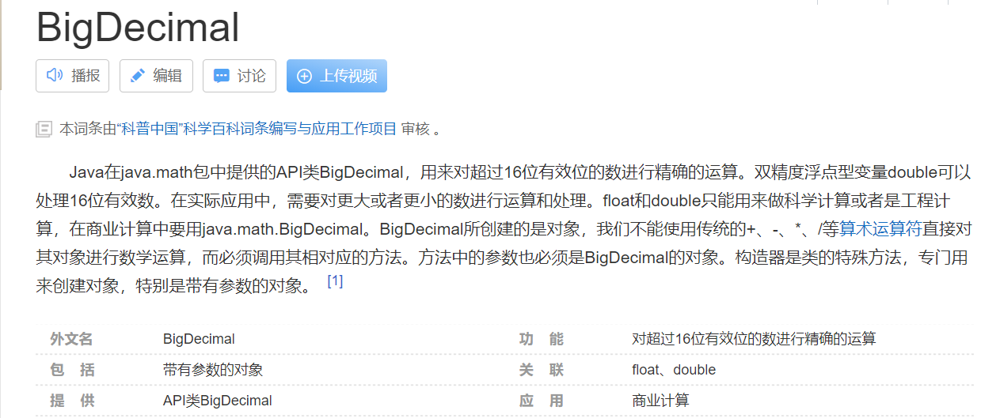 BigDecimal
播报 编辑 讨论 上传视频
本词条由“科普中国”科学百科词条编写与应用工作项目 审核 。
Java在java.math包中提供的API类BigDecimal，用来对超过16位有效位的数进行精确的运算。双精度浮点型变量double可以
处理16位有效数。在实际应用中，需要对更大或者更小的数进行运算和处理。float和double只能用来做科学计算或者是工程计
算，在商业计算中要用java.math.BigDecimal。BigDecimal所创建的是对象，我们不能使用传统的+、-、*、/等算术运算符直接对
其对象进行数学运算，而必须调用其相对应的方法。方法中的参数也必须是BigDecimal的对象。构造器是类的特殊方法，专门用
来创建对象，特别是带有参数的对象。 [1]
外文名 BigDecimal 功 能 对超过16位有效位的数进行精确的运算
包 括 带有参数的对象 关 联 float、double
提 供 API类BigDecimal 应 用 商业计算